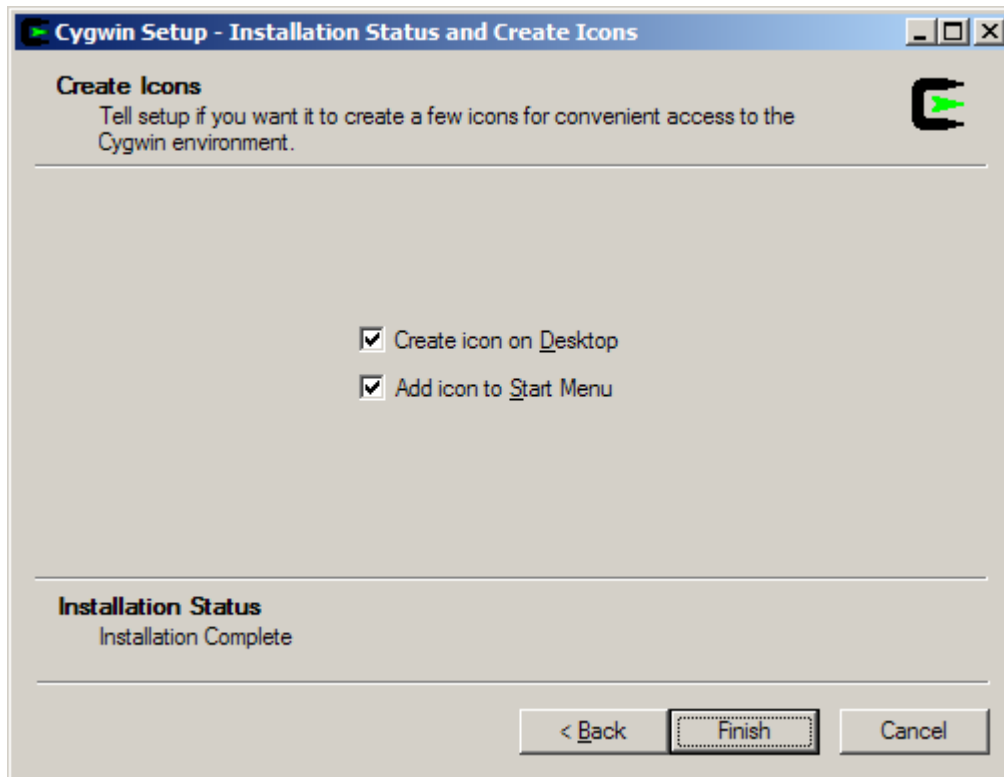 Cygwin Setup - Installation Status and Create Icons
Create Icons
Tell setup if you want it to create a few icons for convenient access to the
Cygwin environment.
Create icon on Desktop
Add icon to Start Menu
Installation Status
Installation Complete
< Back
Finish
Cancel